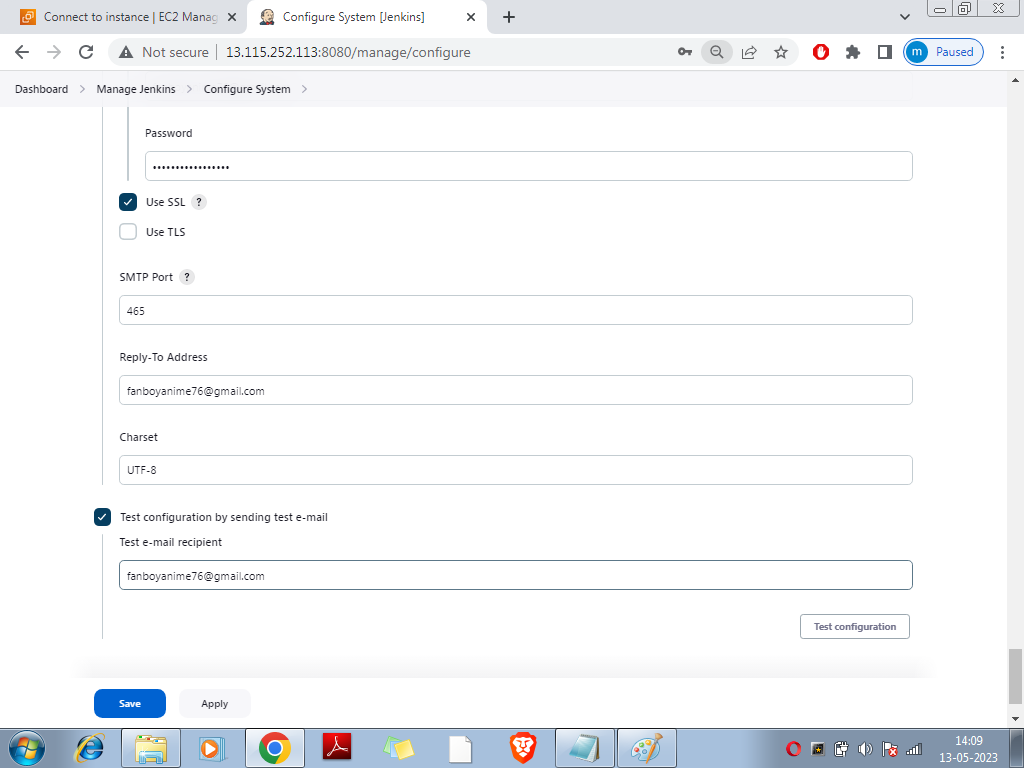 Connect to instance | EC2 Manag
Configure System [Jenkins]
Not secure
13.115.252.113:8080/manage/configure
m
Paused
Dashboard
Manage Jenkins
Configure System
Password
•••••••••••••••••
Use SSL ?
Use TLS
SMTP Port ?
465
Reply-To Address
fanboyanime76@gmail.com
Charset
UTF-8
Test configuration by sending test e-mail
Test e-mail recipient
fanboyanime76@gmail.com
Test configuration
Save
Apply
14:09
13-05-2023